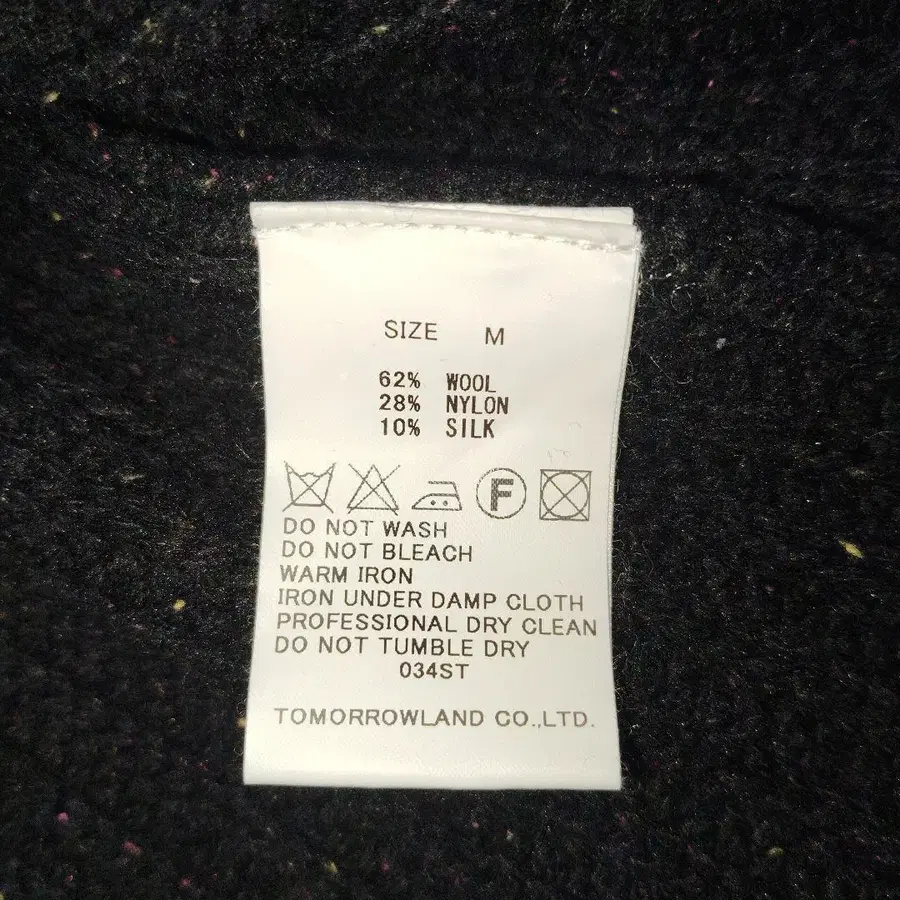 SIZE M
62% WOOL
28% NYLON
10% SILK
F
DO NOT WASH
DO NOT BLEACH
WARM IRON
IRON UNDER DAMP CLOTH
PROFESSIONAL DRY CLEAN
DO NOT TUMBLE DRY
034ST
TOMORROWLAND CO.,LTD.